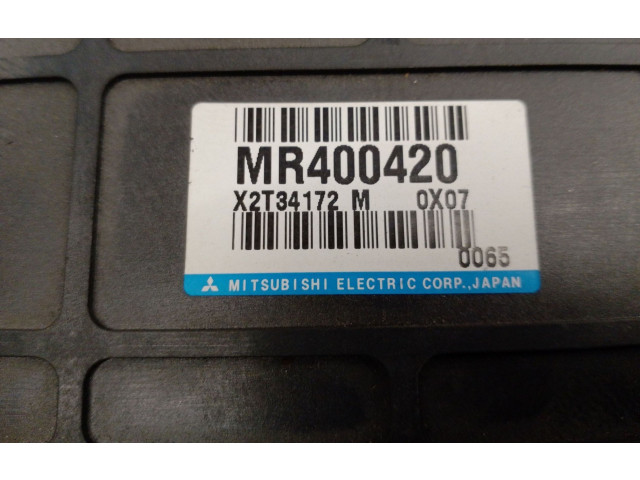 MR400420
X2T34172 M 0X07
0065
MITSUBISHI ELECTRIC CORP.,JAPAN